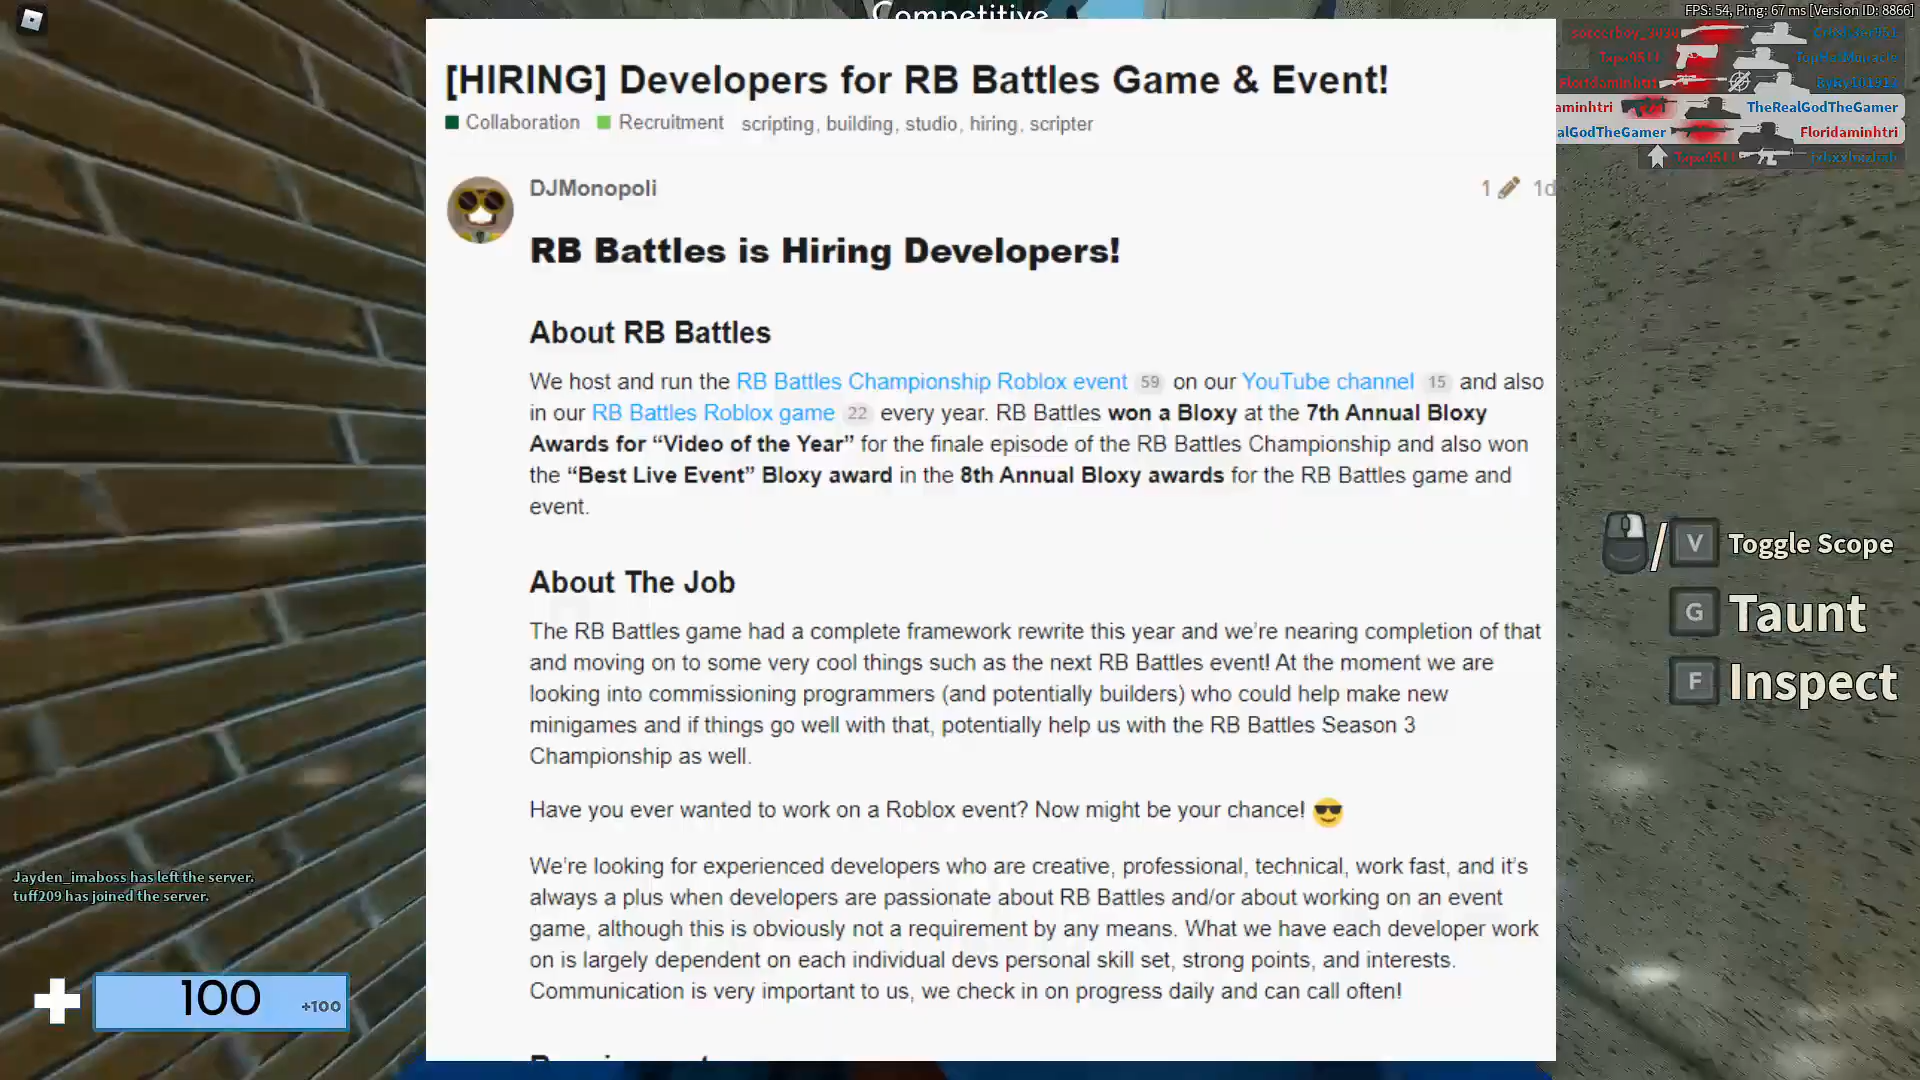 Competitive
FPS: 54, Ping: 67 ms [Version ID: 8866]
[HIRING] Developers for RB Battles Game & Event!
Collaboration Recruitment scripting, building, studio, hiring, scripter
aminhtri TheRealGodTheGamer
alGodTheGamer Floridaminhtri
DJMonopoli
1 1d
RB Battles is Hiring Developers!
About RB Battles
We host and run the RB Battles Championship Roblox event 59 on our YouTube channel 15 and also
in our RB Battles Roblox game 22 every year. RB Battles won a Bloxy at the 7th Annual Bloxy
Awards for “Video of the Year” for the finale episode of the RB Battles Championship and also won
the “Best Live Event” Bloxy award in the 8th Annual Bloxy awards for the RB Battles game and
event.
About The Job
The RB Battles game had a complete framework rewrite this year and we’re nearing completion of that
and moving on to some very cool things such as the next RB Battles event! At the moment we are
looking into commissioning programmers (and potentially builders) who could help make new
minigames and if things go well with that, potentially help us with the RB Battles Season 3
Championship as well.
Have you ever wanted to work on a Roblox event? Now might be your chance! 😎
We’re looking for experienced developers who are creative, professional, technical, work fast, and it’s
always a plus when developers are passionate about RB Battles and/or about working on an event
game, although this is obviously not a requirement by any means. What we have each developer work
on is largely dependent on each individual devs personal skill set, strong points, and interests.
Communication is very important to us, we check in on progress daily and can call often!
/ V Toggle Scope
G Taunt
F Inspect
Jayden_imaboss has left the server.
tuff209 has joined the server.
100 +100